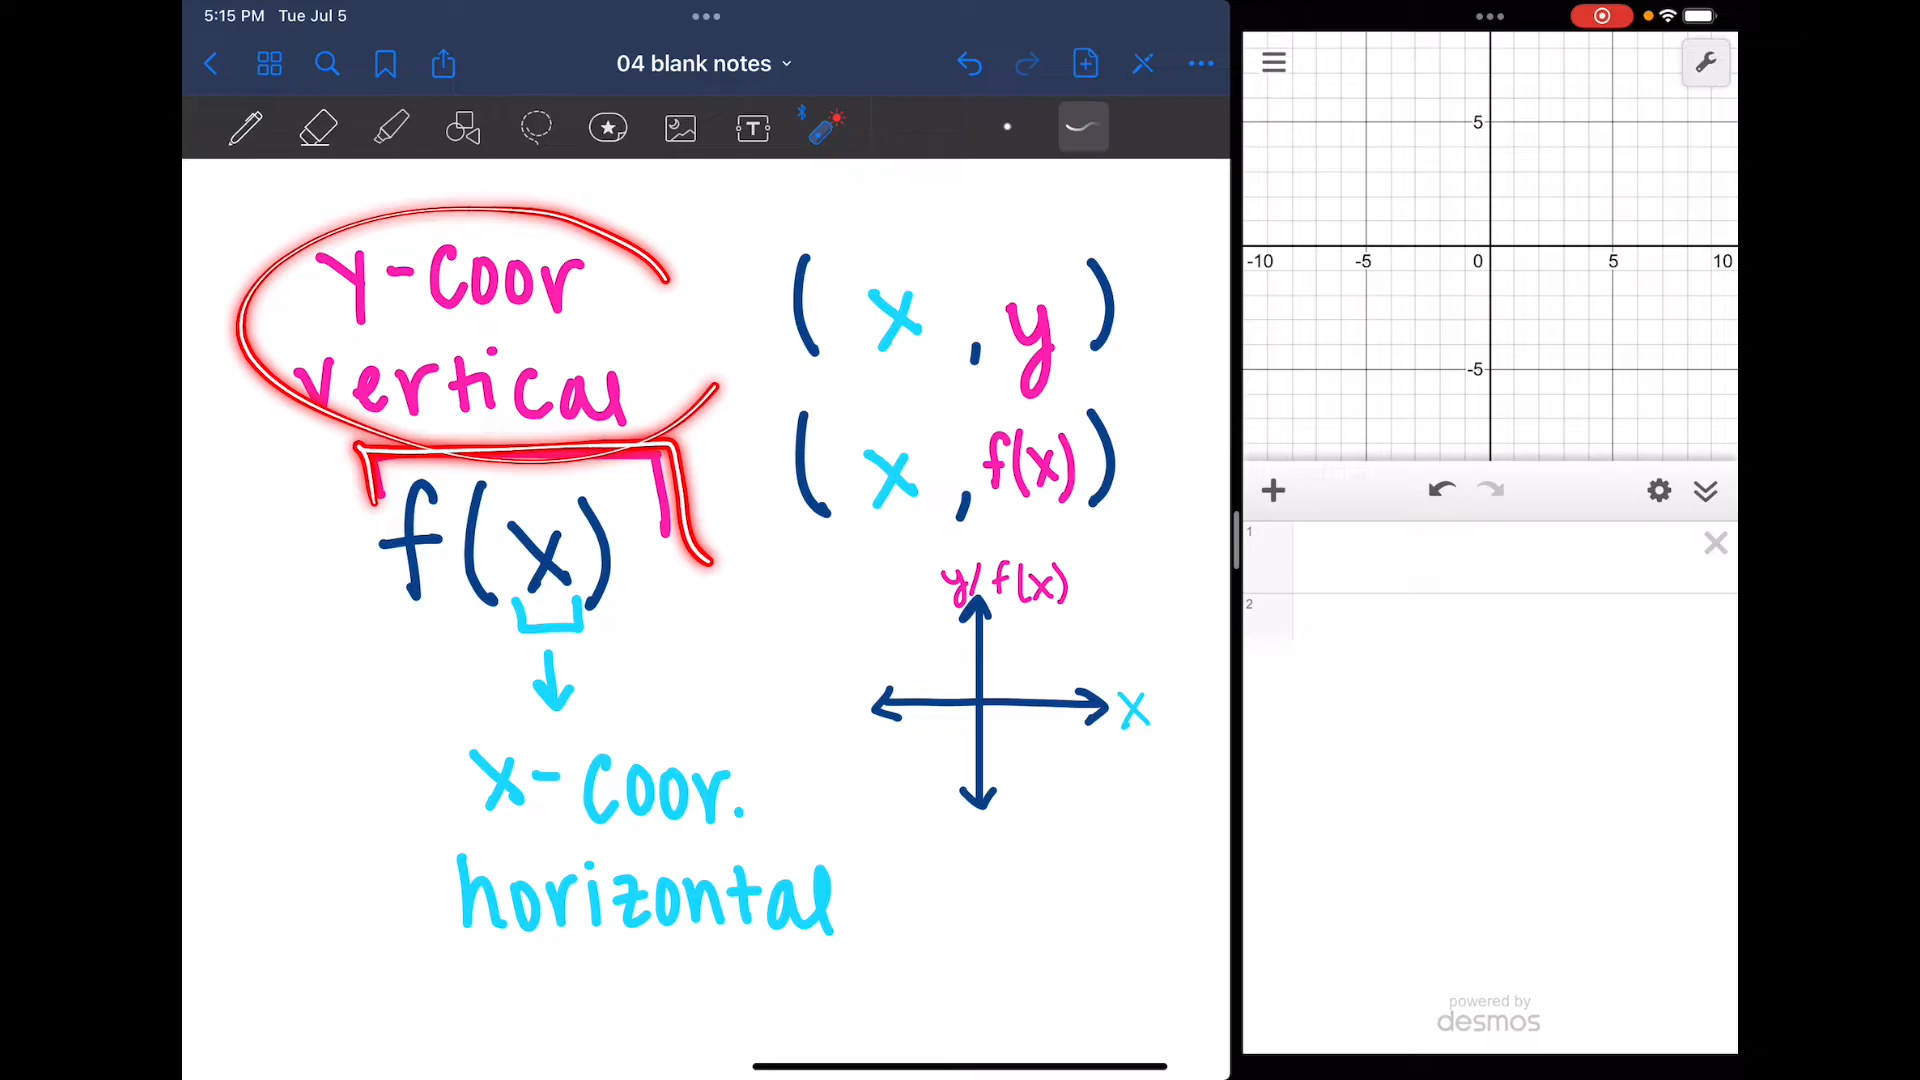 5:15 PM Tue Jul 5
04 blank notes
T
Y-Coor
vertical
f(x)
x-coor.
horizontal
( x , y )
( x , f(x) )
y/f(x)
x
5
-10 -5 0 5 10
-5
1
2
powered by
desmos